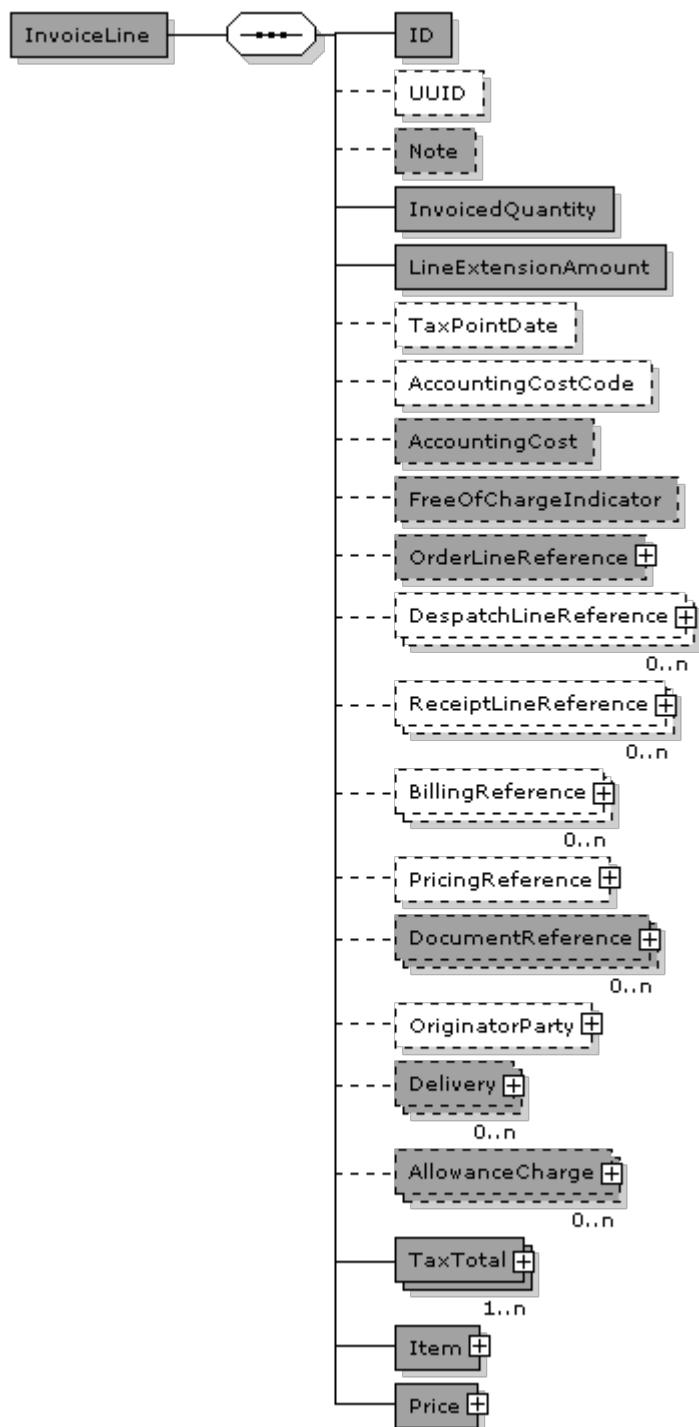 InvoiceLine
ID
UUID
Note
InvoicedQuantity
LineExtensionAmount
TaxPointDate
AccountingCostCode
AccountingCost
FreeOfChargeIndicator
OrderLineReference
DespatchLineReference
0..n
ReceiptLineReference
0..n
BillingReference
0..n
PricingReference
DocumentReference
0..n
OriginatorParty
Delivery
0..n
AllowanceCharge
0..n
TaxTotal
1..n
Item
Price